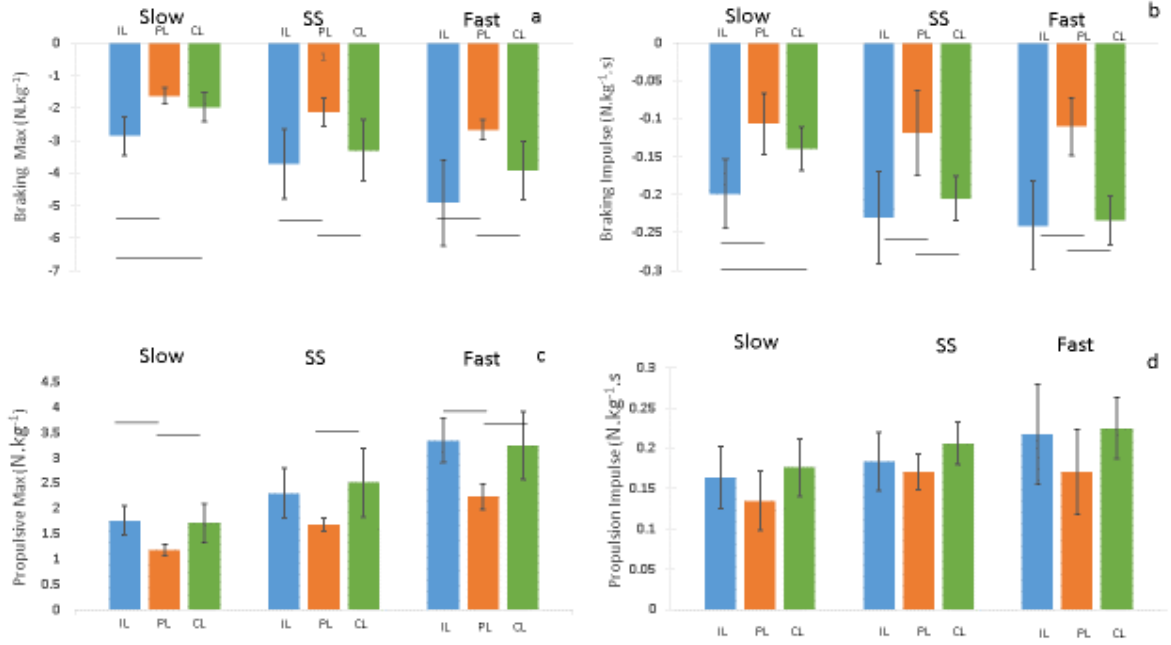 Slow SS Fast a
IL PL CL IL PL CL IL PL CL
0
-1
-2
-3
-4
-5
-6
-7
Braking Max (N.kg⁻¹)
1
Slow SS Fast b
IL PL CL IL PL CL IL PL CL
0
-0.05
-0.1
-0.15
-0.2
-0.25
-0.3
Braking Impulse (N.kg⁻¹.s)
Slow SS Fast c
4.5
4
3.5
3
2.5
2
1.5
1
0.5
0
Propulsive Max (N.kg⁻¹)
IL PL CL IL PL CL IL PL CL
Slow SS Fast d
0.3
0.25
0.2
0.15
0.1
0.05
0
Propulsion Impulse (N.kg⁻¹.s
IL PL CL IL PL CL IL PL CL